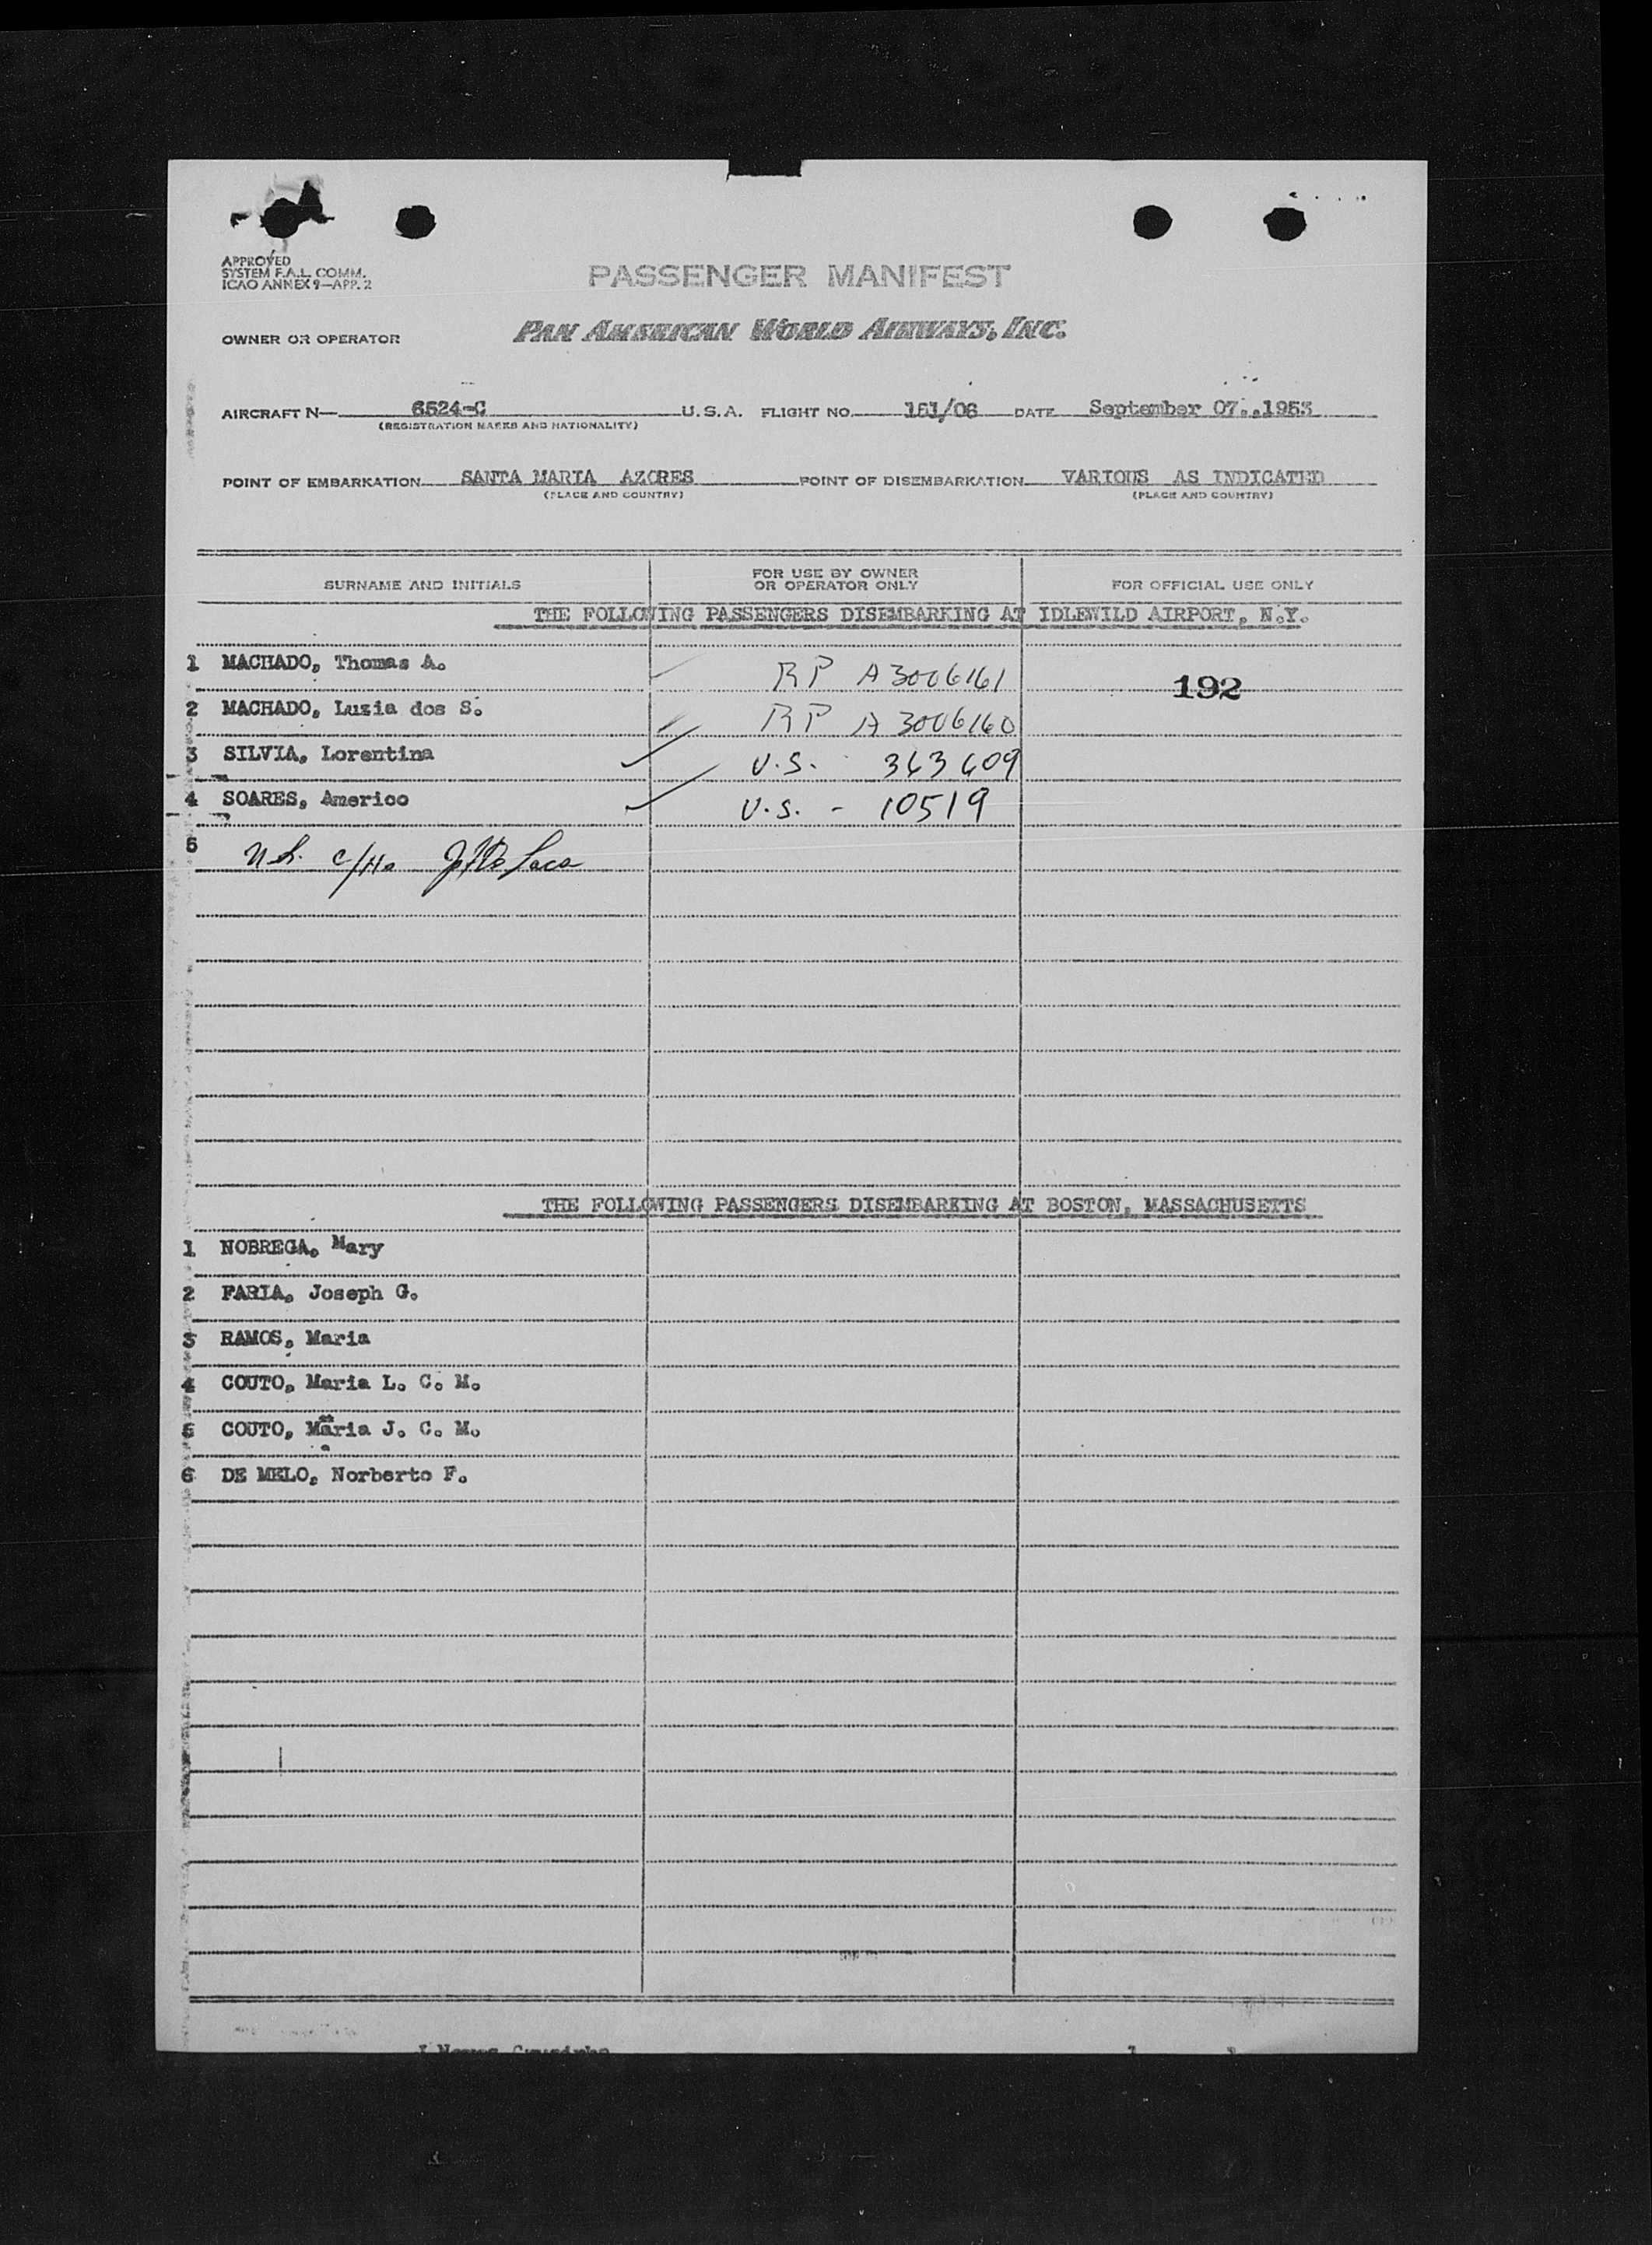 APPROVED
SYSTEM F.A.L. COMM.
ICAO ANNEX 9—APP. 2
PASSENGER MANIFEST
OWNER OR OPERATOR PAN AMERICAN WORLD AIRWAYS, INC.
AIRCRAFT N— 6524-C U.S.A. FLIGHT NO. 151/06 DATE September 07, 1953
(REGISTRATION MARKS AND NATIONALITY)
POINT OF EMBARKATION SANTA MARIA AZORES POINT OF DISEMBARKATION VARIOUS AS INDICATED
(PLACE AND COUNTRY) (PLACE AND COUNTRY)
SURNAME AND INITIALS FOR USE BY OWNER OR OPERATOR ONLY FOR OFFICIAL USE ONLY
THE FOLLOWING PASSENGERS DISEMBARKING AT IDLEWILD AIRPORT, N.Y.
1 MACHADO, Thomas A. RP A3006161 192
2 MACHADO, Luzia dos S. RP A3006160
3 SILVIA, Lorentina U.S. 363609
4 SOARES, Americo U.S. - 10519
5
THE FOLLOWING PASSENGERS DISEMBARKING AT BOSTON, MASSACHUSETTS
1 NOBREGA, Mary
2 FARIA, Joseph G.
3 RAMOS, Maria
4 COUTO, Maria L. C. M.
5 COUTO, Maria J. C. M.
6 DE MELO, Norberto F.